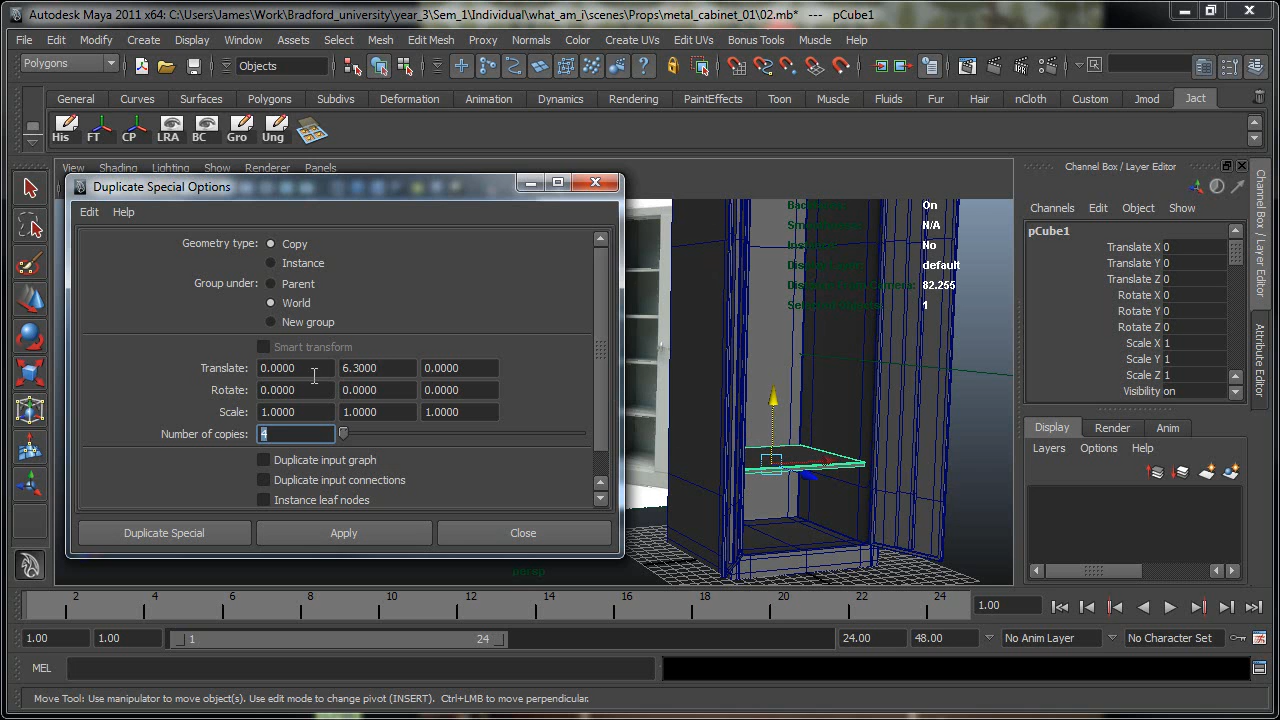 Autodesk Maya 2011 x64: C:\Users\James\Work\Bradford_university\year_3\Sem_1\Individual\what_am_i\scenes\Props\metal_cabinet_01\02.mb* --- pCube1
File Edit Modify Create Display Window Assets Select Mesh Edit Mesh Proxy Normals Color Create UVs Edit UVs Bonus Tools Muscle Help
Polygons Objects
General Curves Surfaces Polygons Subdivs Deformation Animation Dynamics Rendering PaintEffects Toon Muscle Fluids Fur Hair nCloth Custom Jmod Jact
His FT CP LRA BC Gro Ung
View Shading Lighting Show Renderer Panels
Channel Box / Layer Editor
Duplicate Special Options
Edit Help
Channels Edit Object Show
pCube1
Translate X 0
Translate Y 0
Translate Z 0
Rotate X 0
Rotate Y 0
Rotate Z 0
Scale X 1
Scale Y 1
Scale Z 1
Visibility on
Channel Box / Layer Editor
Attribute Editor
On
N/A
No
default
82.255
1
Geometry type: Copy
Instance
Group under: Parent
World
New group
Smart transform
Translate: 0.0000 6.3000 0.0000
Rotate: 0.0000 0.0000 0.0000
Scale: 1.0000 1.0000 1.0000
Number of copies: 4
Duplicate input graph
Duplicate input connections
Instance leaf nodes
Duplicate Special Apply Close
persp
Display Render Anim
Layers Options Help
2 4 6 8 10 12 14 16 18 20 22 24
1.00
1.00 1.00 1 24 24.00 48.00 No Anim Layer No Character Set
MEL
Move Tool: Use manipulator to move object(s). Use edit mode to change pivot (INSERT). Ctrl+LMB to move perpendicular.